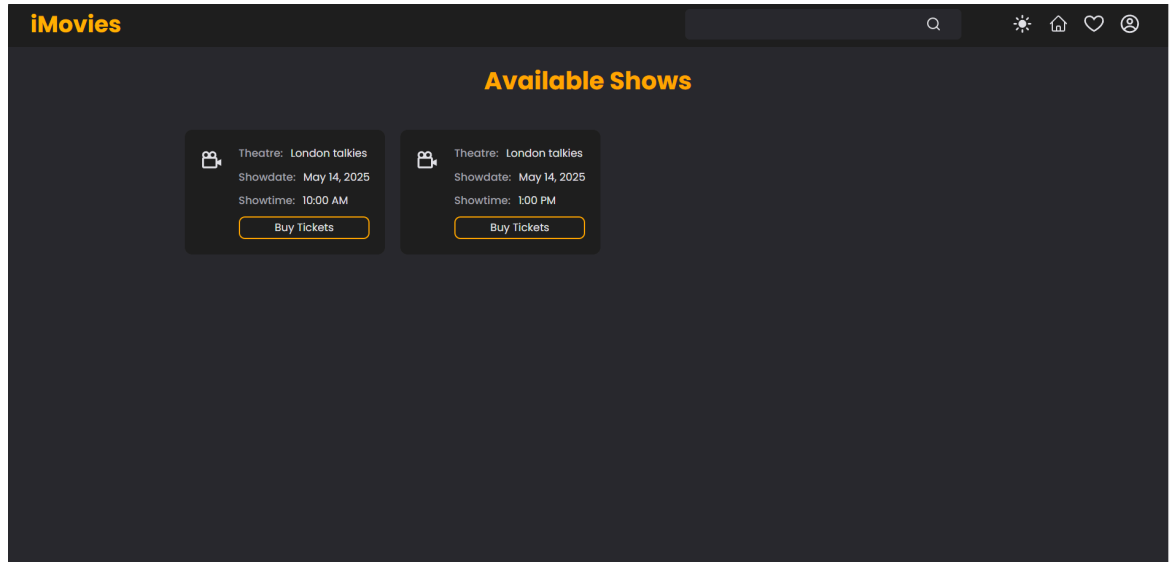 iMovies
Available Shows
Theatre: London talkies
Showdate: May 14, 2025
Showtime: 10:00 AM
Buy Tickets
Theatre: London talkies
Showdate: May 14, 2025
Showtime: 1:00 PM
Buy Tickets